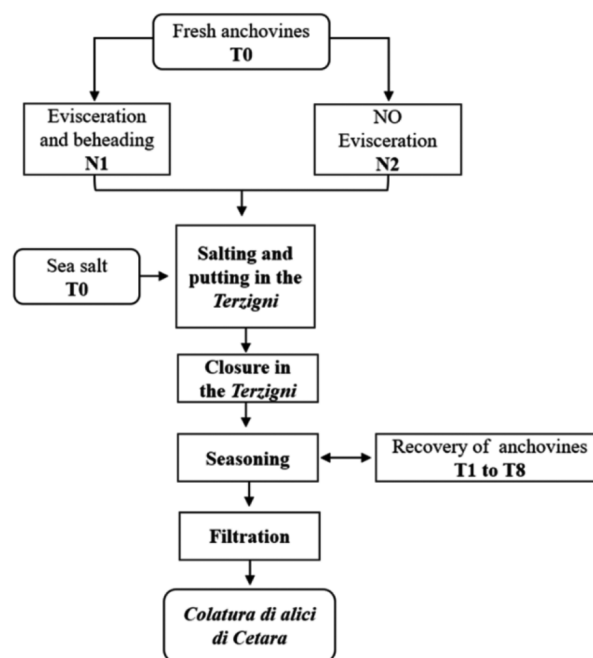 Fresh anchovines
T0
Evisceration
and beheading
N1
NO
Evisceration
N2
Salting and
putting in the
Terzigni
Sea salt
T0
Closure in
the Terzigni
Seasoning
Recovery of anchovines
T1 to T8
Filtration
Colatura di alici
di Cetara